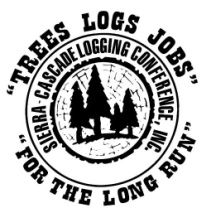 "TREES LOGS JOBS"
SIERRA-CASCADE LOGGING CONFERENCE, INC.
"FOR THE LONG RUN"